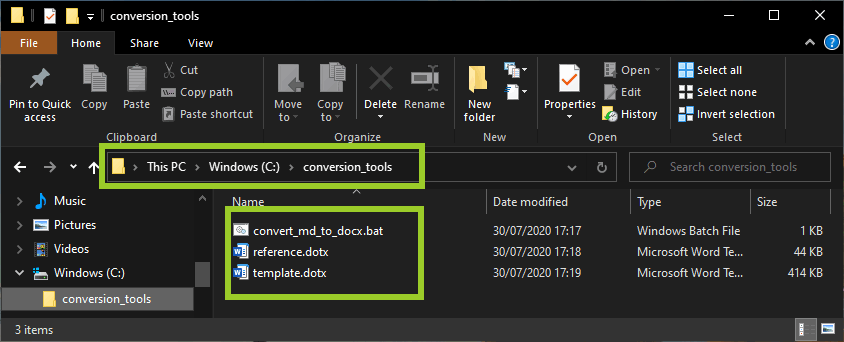 conversion_tools
File Home Share View
Pin to Quick access
Copy
Paste
Cut
Copy path
Paste shortcut
Clipboard
Move to
Copy to
Delete
Rename
Organize
New folder
New
Properties
Open
Edit
History
Open
Select all
Select none
Invert selection
Select
This PC Windows (C:) conversion_tools
Search conversion_tools
Music
Pictures
Videos
Windows (C:)
conversion_tools
Name Date modified Type Size
convert_md_to_docx.bat 30/07/2020 17:17 Windows Batch File 1 KB
reference.dotx 30/07/2020 17:18 Microsoft Word Te... 44 KB
template.dotx 30/07/2020 17:19 Microsoft Word Te... 414 KB
3 items